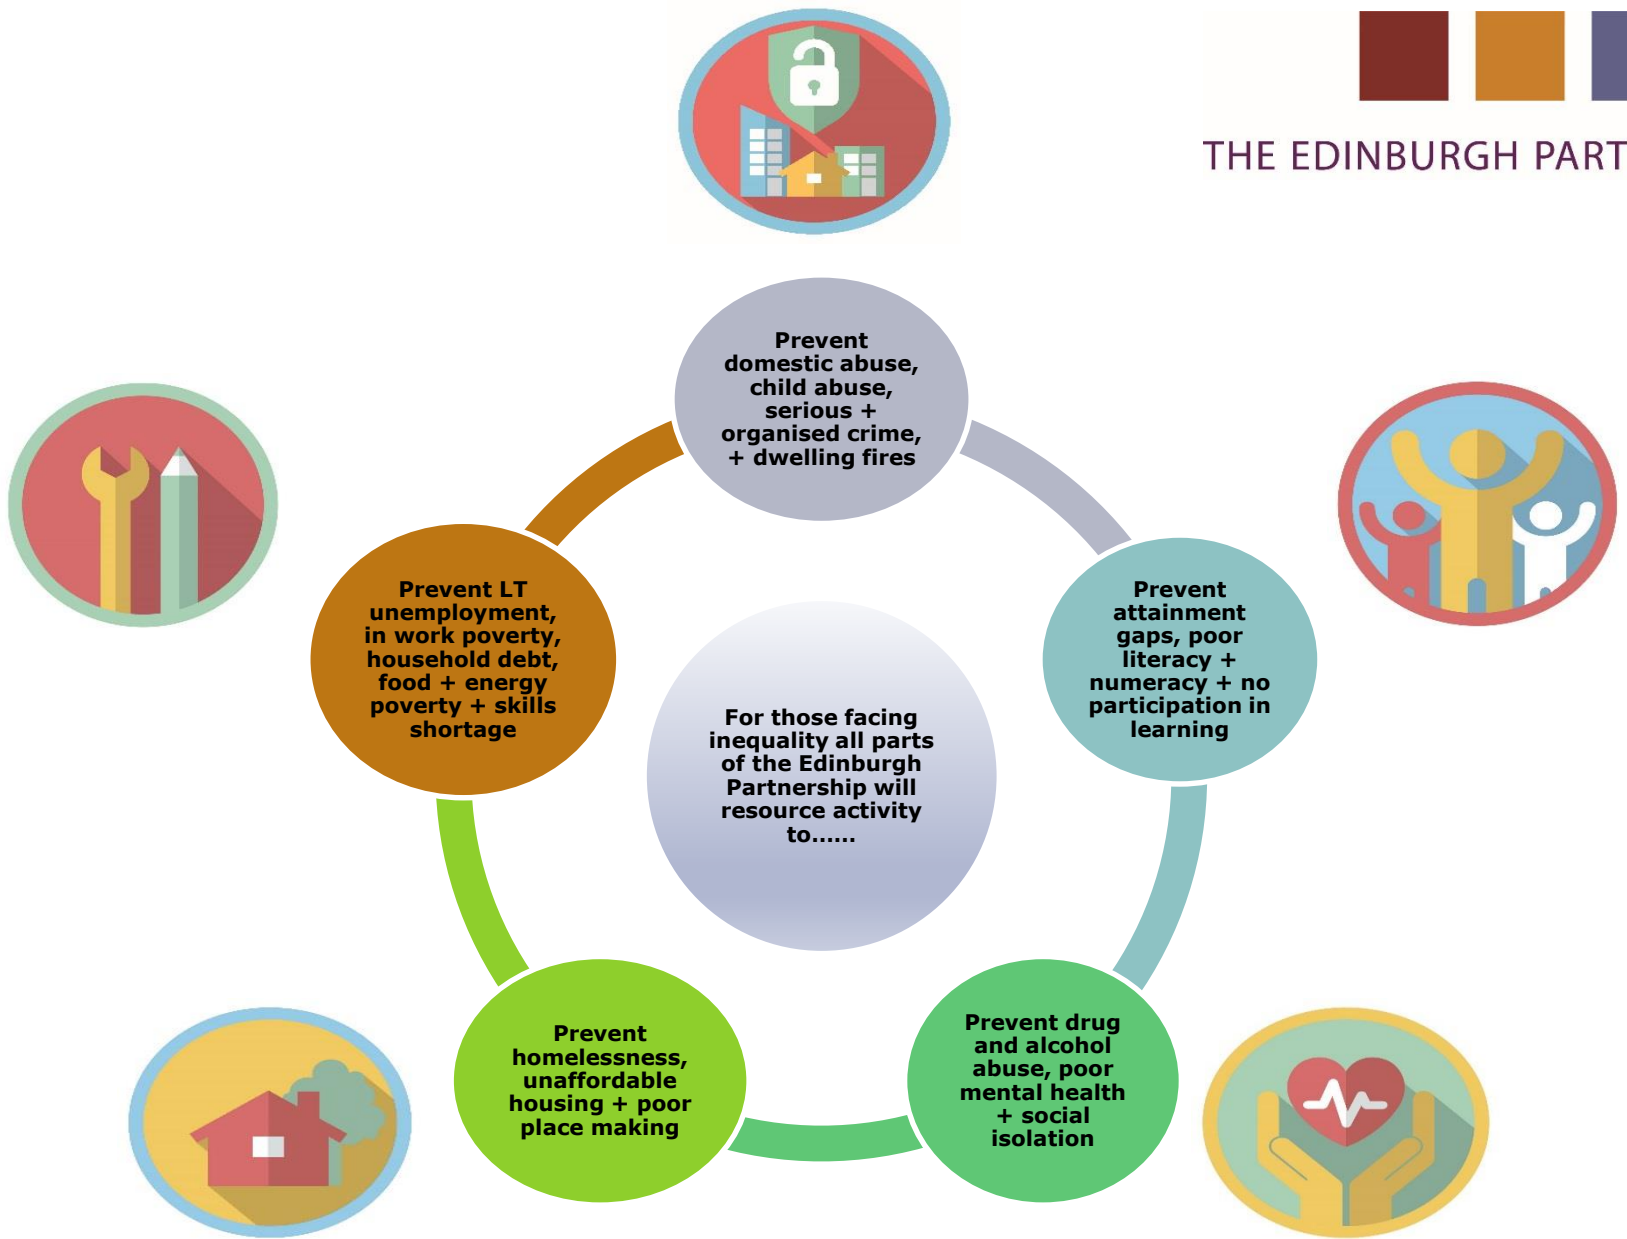 THE EDINBURGH PART
Prevent
domestic abuse,
child abuse,
serious +
organised crime,
+ dwelling fires
Prevent LT
unemployment,
in work poverty,
household debt,
food + energy
poverty + skills
shortage
Prevent
attainment
gaps, poor
literacy +
numeracy + no
participation in
learning
For those facing
inequality all parts
of the Edinburgh
Partnership will
resource activity
to......
Prevent
homelessness,
unaffordable
housing + poor
place making
Prevent drug
and alcohol
abuse, poor
mental health
+ social
isolation